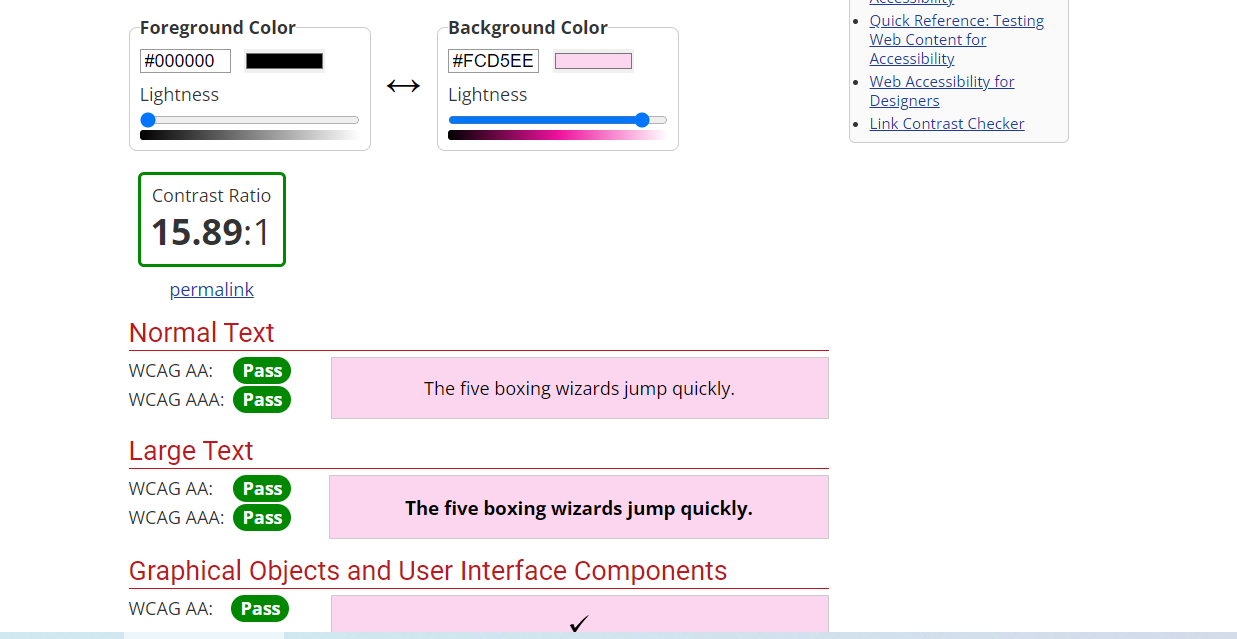 Foreground Color
#000000
Lightness
Background Color
#FCD5EE
Lightness
Contrast Ratio
15.89:1
permalink
Normal Text
WCAG AA: Pass
WCAG AAA: Pass
The five boxing wizards jump quickly.
Large Text
WCAG AA: Pass
WCAG AAA: Pass
The five boxing wizards jump quickly.
Graphical Objects and User Interface Components
WCAG AA: Pass
Accessibility
Quick Reference: Testing
Web Content for
Accessibility
Web Accessibility for
Designers
Link Contrast Checker